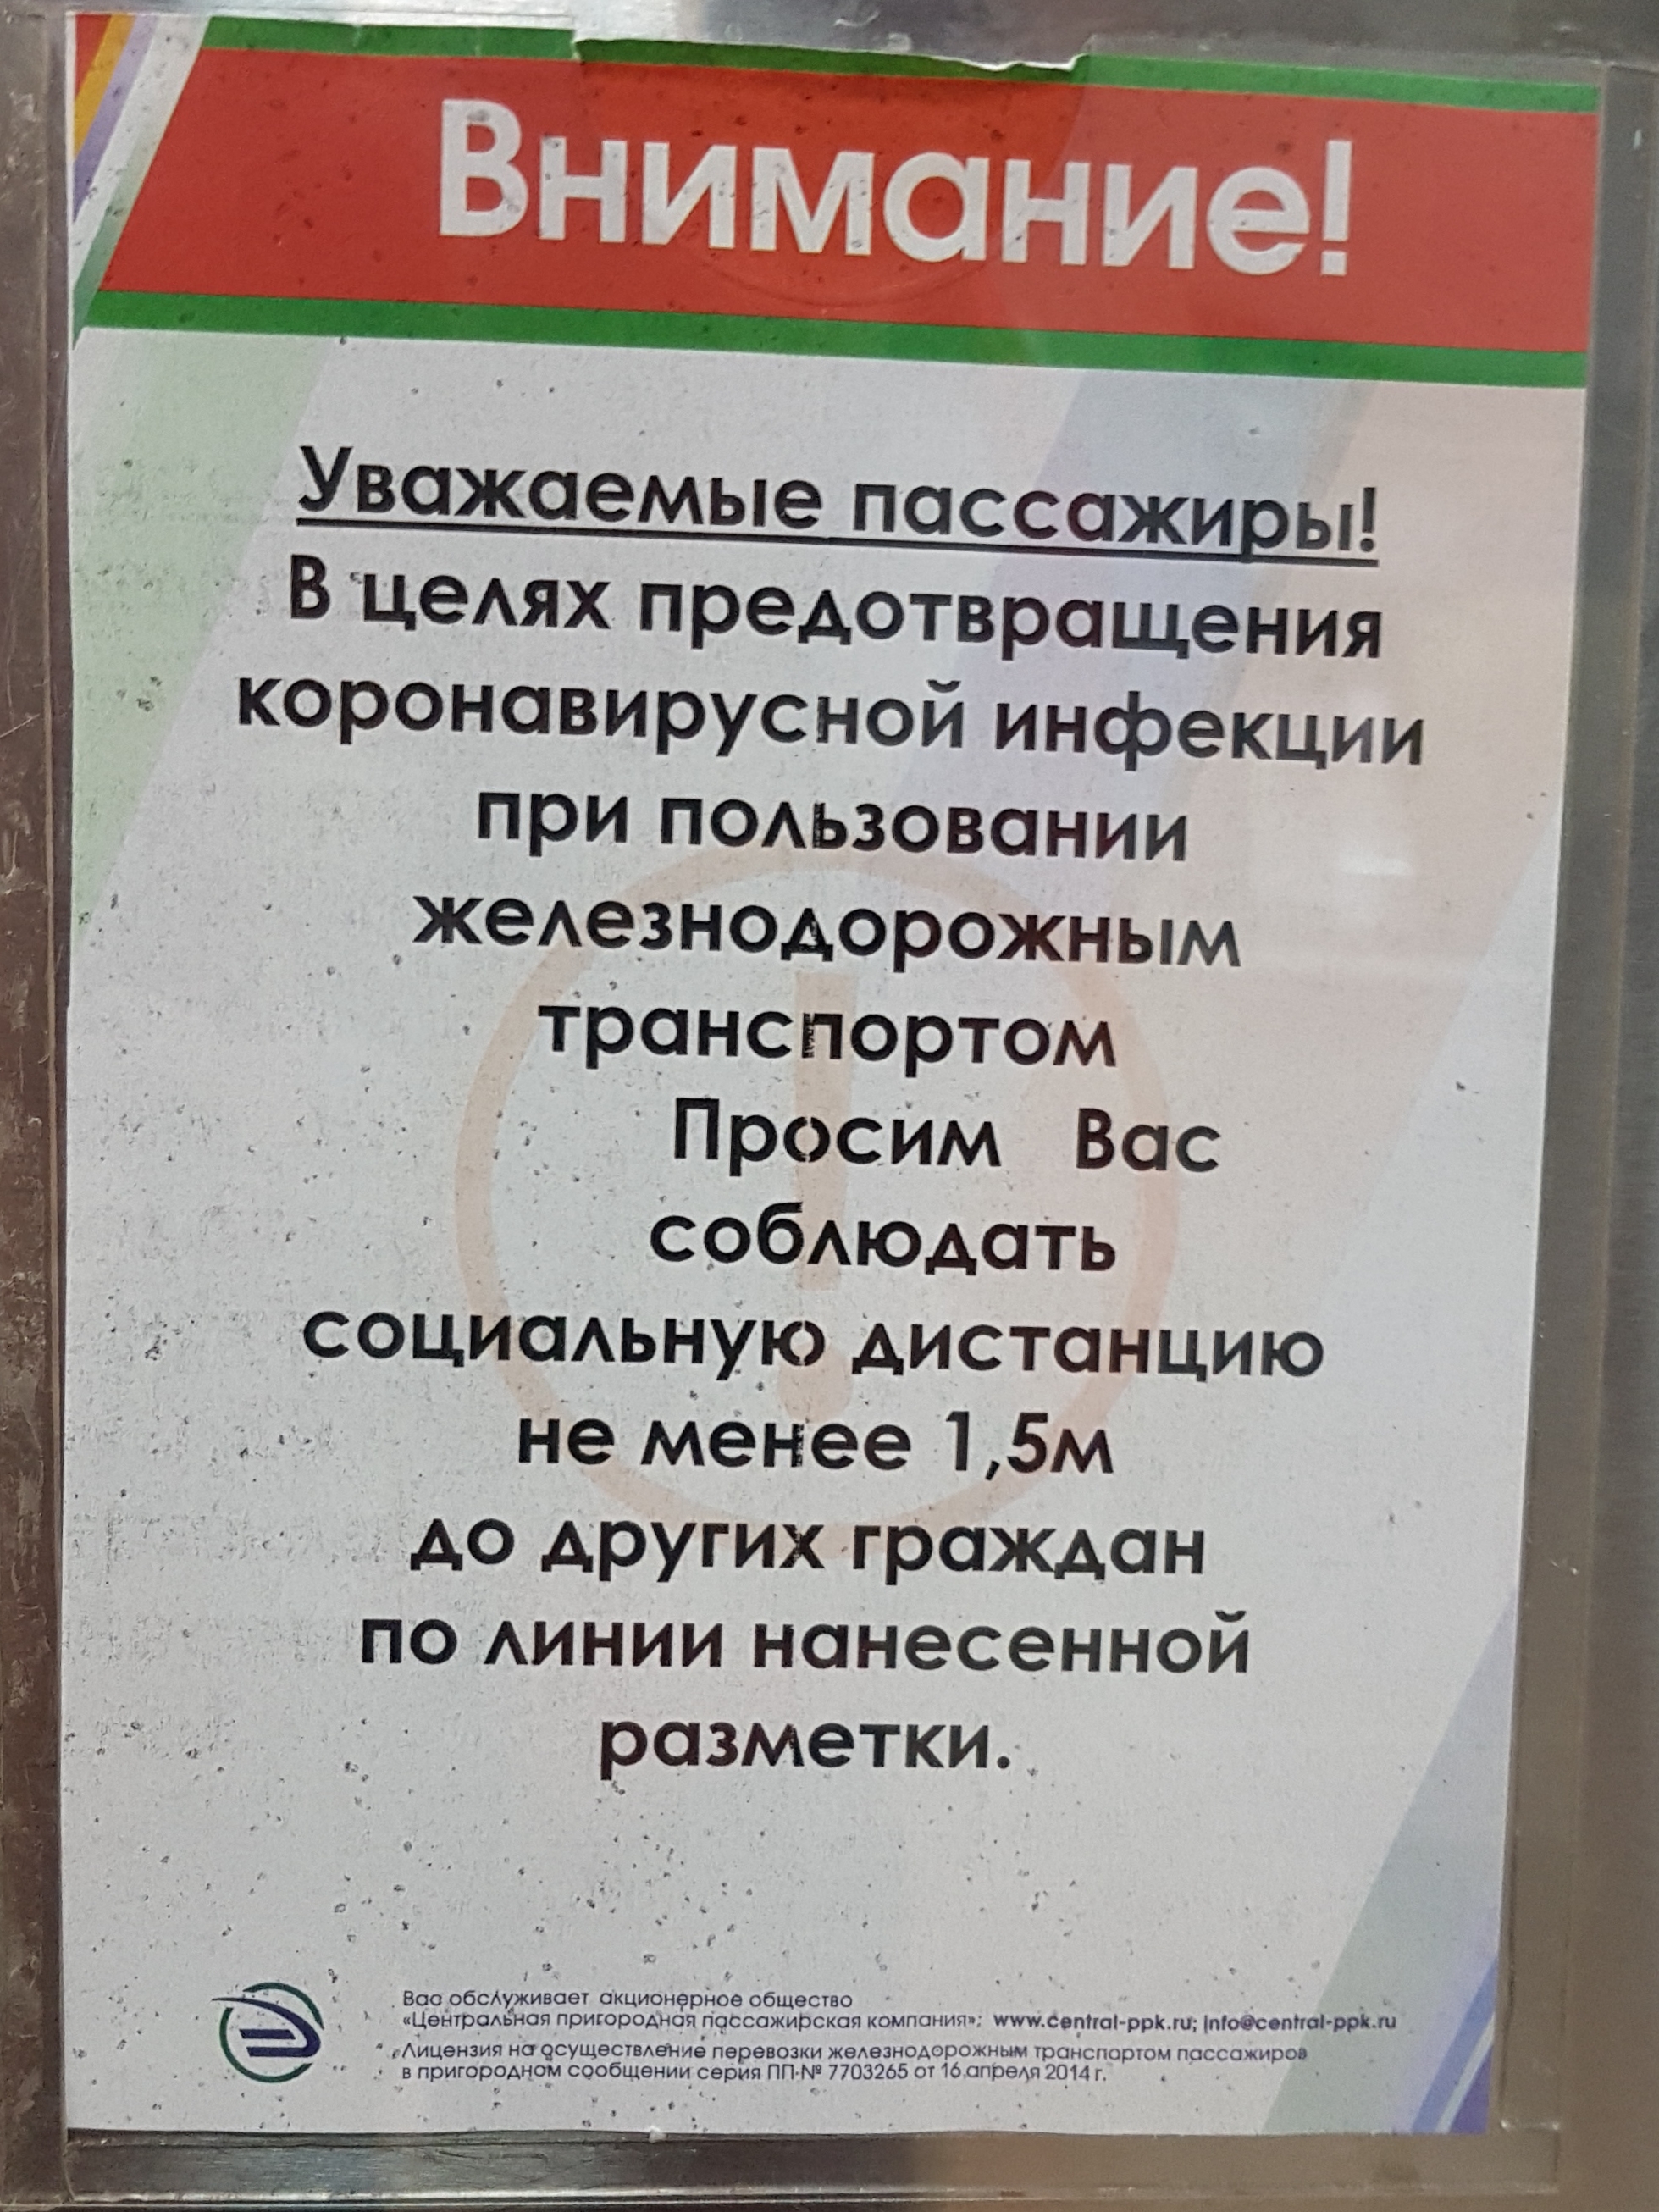 Внимание!
Уважаемые пассажиры!
В целях предотвращения
коронавирусной инфекции
при пользовании
железнодорожным
транспортом
Просим Вас
соблюдать
социальную дистанцию
не менее 1,5м
до других граждан
по линии нанесенной
разметки.
Вас обслуживает акционерное общество
«Центральная пригородная пассажирская компания»; www.central-ppk.ru; info@central-ppk.ru
Лицензия на осуществление перевозки железнодорожным транспортом пассажиров
в пригородном сообщении серия ПП-№ 7703265 от 16 апреля 2014 г.